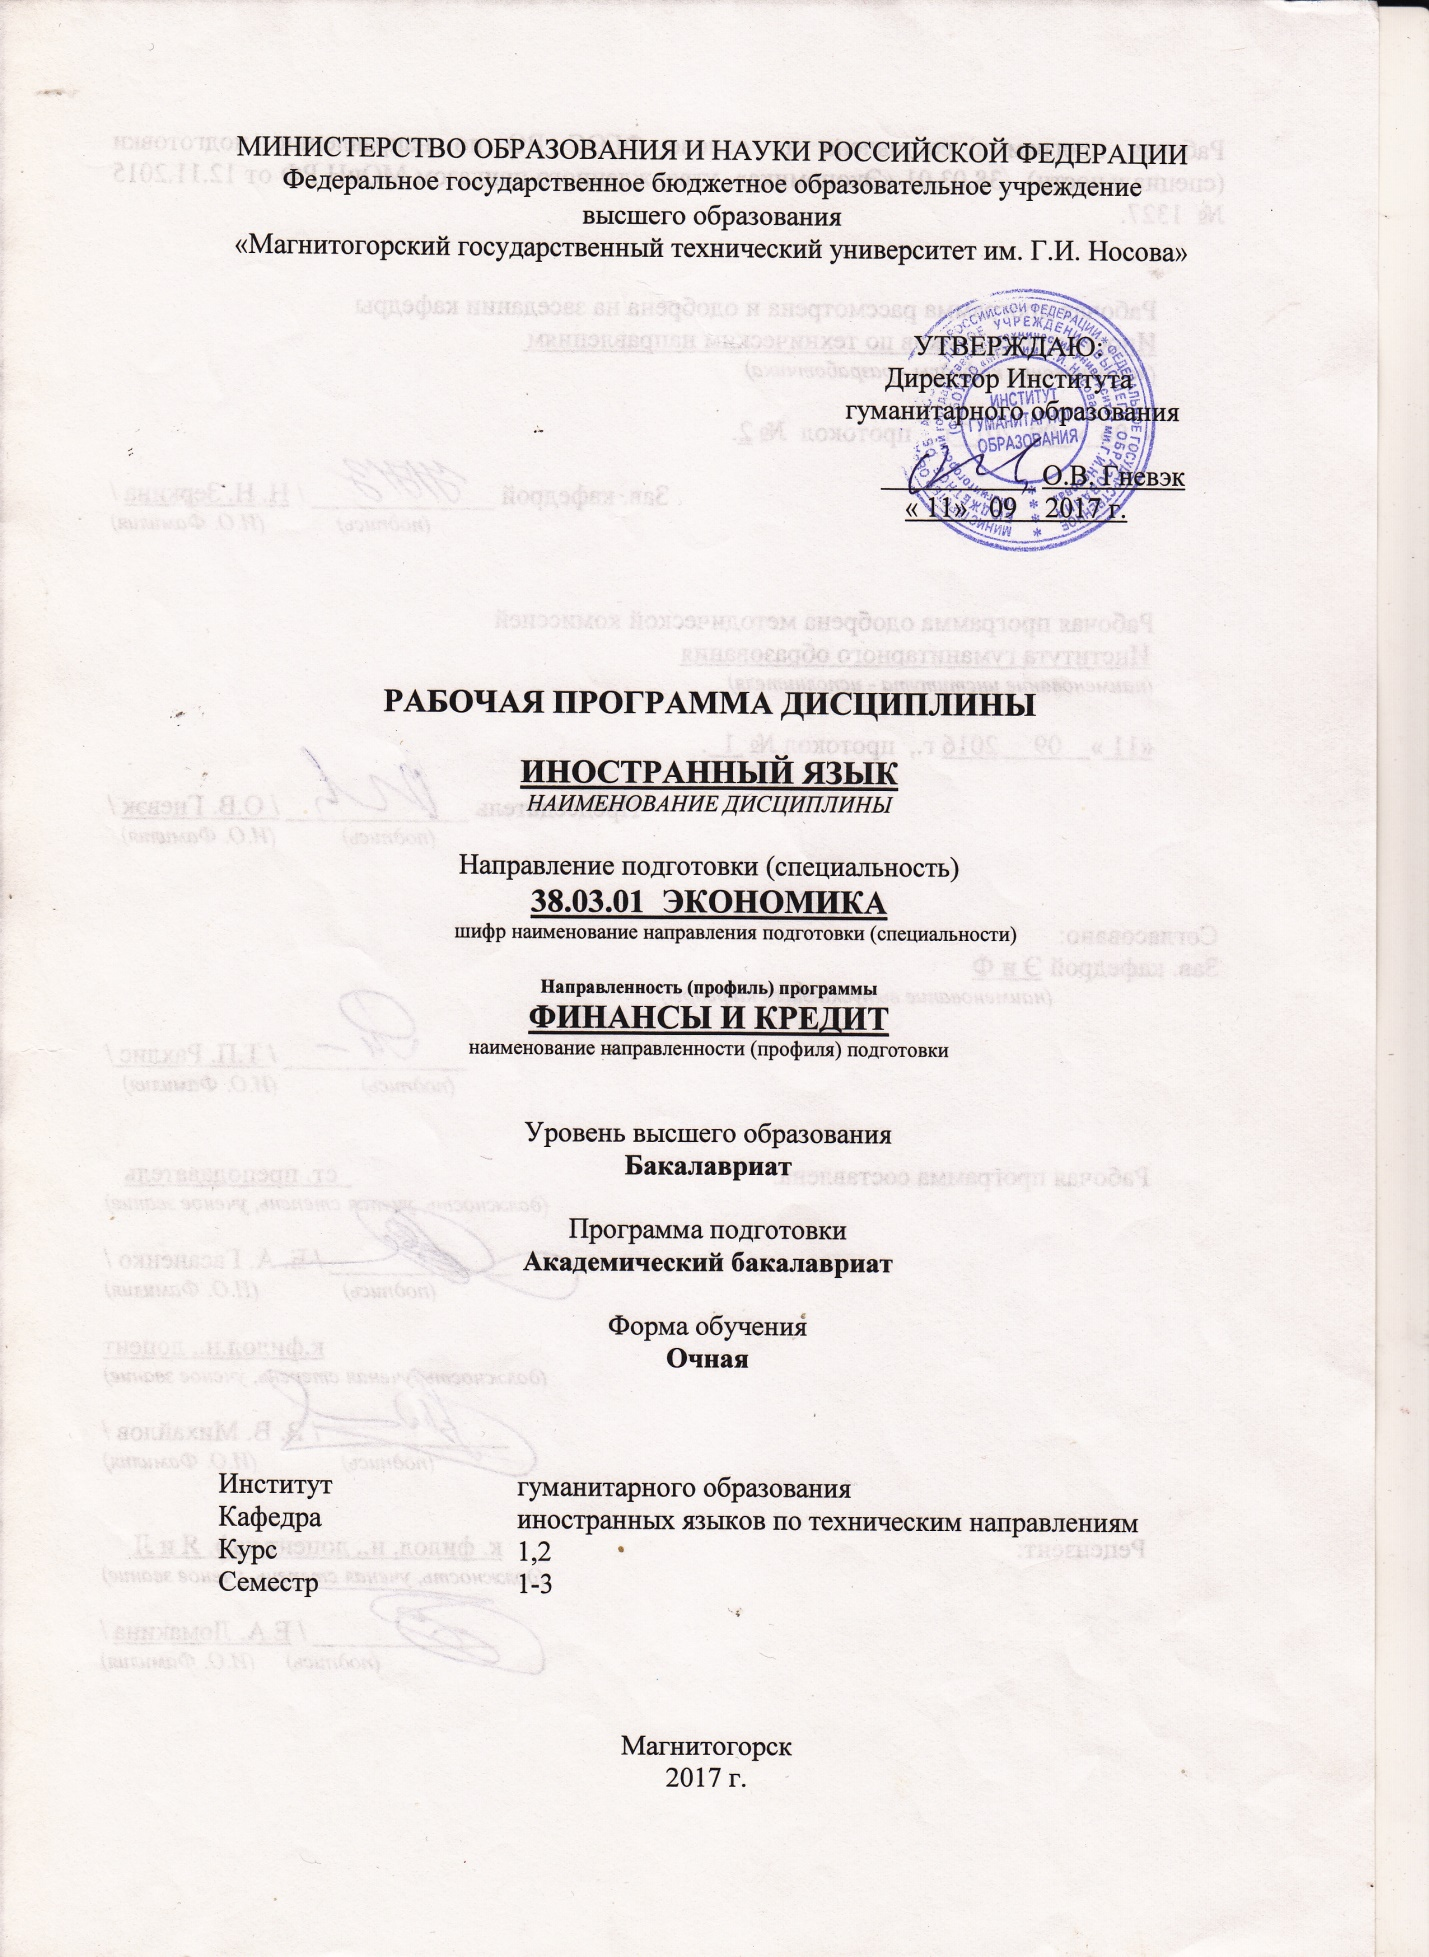 МИНИСТЕРСТВО ОБРАЗОВАНИЯ И НАУКИ РОССИЙСКОЙ ФЕДЕРАЦИИ
Федеральное государственное бюджетное образовательное учреждение
высшего образования
«Магнитогорский государственный технический университет им. Г.И. Носова»
УТВЕРЖДАЮ:
Директор Института
гуманитарного образования
ИНСТИТУТ
ГУМАНИТАРНОГО
ОБРАЗОВАНИЯ
О.В. Гневэк
« 11» 09 2017 г.
РАБОЧАЯ ПРОГРАММА ДИСЦИПЛИНЫ
ИНОСТРАННЫЙ ЯЗЫК
НАИМЕНОВАНИЕ ДИСЦИПЛИНЫ
Направление подготовки (специальность)
38.03.01 ЭКОНОМИКА
шифр наименование направления подготовки (специальности)
Направленность (профиль) программы
ФИНАНСЫ И КРЕДИТ
наименование направленности (профиля) подготовки
Уровень высшего образования
Бакалавриат
Программа подготовки
Академический бакалавриат
Форма обучения
Очная
Институт гуманитарного образования
Кафедра иностранных языков по техническим направлениям
Курс 1,2
Семестр 1-3
Магнитогорск
2017 г.